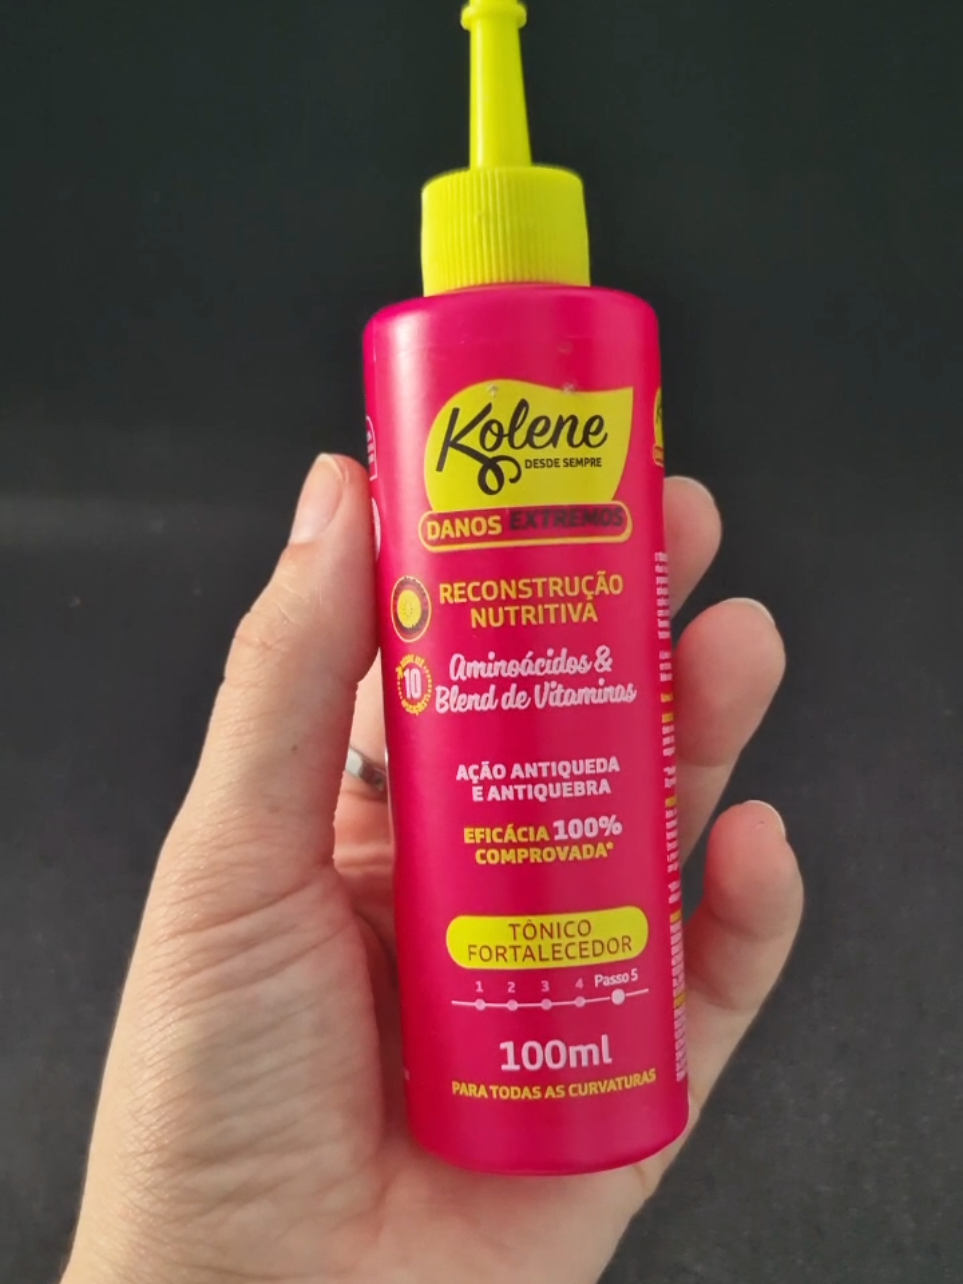 Kolene
DESDE SEMPRE
DANOS EXTREMOS
RECONSTRUÇÃO
NUTRITIVA
10
Aminoácidos &
Blend de Vitaminas
AÇÃO ANTIQUEDA
E ANTIQUEBRA
EFICÁCIA 100%
COMPROVADA*
TÔNICO
FORTALECEDOR
1 2 3 4 Passo 5
100ml
PARA TODAS AS CURVATURAS